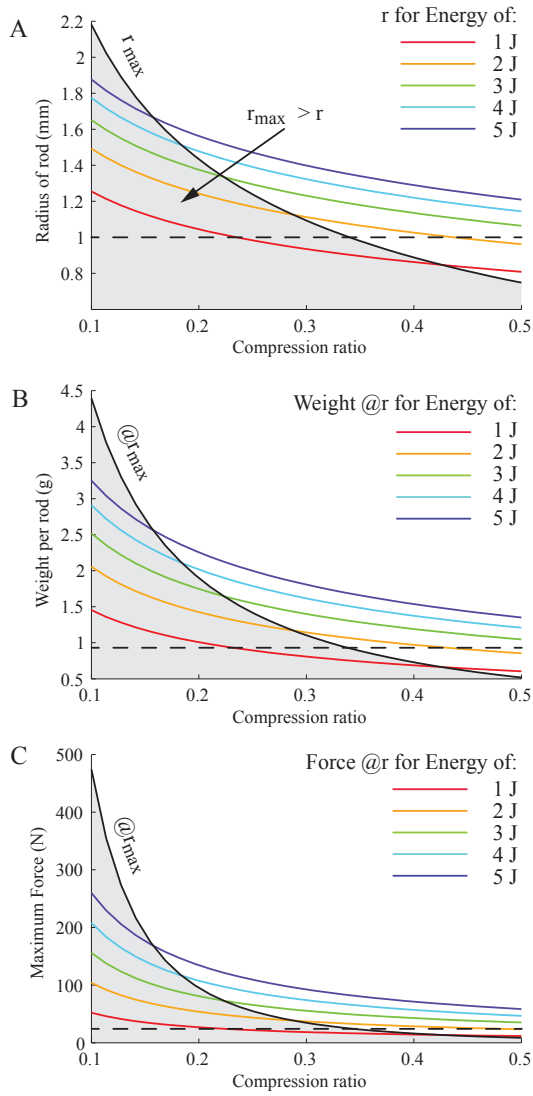 A
r for Energy of:
1 J
2 J
3 J
4 J
5 J
r max
r max > r
Radius of rod (mm)
2.2
2
1.8
1.6
1.4
1.2
1
0.8
0.1 0.2 0.3 0.4 0.5
Compression ratio
B
Weight @r for Energy of:
1 J
2 J
3 J
4 J
5 J
@rmax
Weight per rod (g)
4.5
4
3.5
3
2.5
2
1.5
1
0.5
0.1 0.2 0.3 0.4 0.5
Compression ratio
C
Force @r for Energy of:
1 J
2 J
3 J
4 J
5 J
@rmax
Maximum Force (N)
500
400
300
200
100
0
0.1 0.2 0.3 0.4 0.5
Compression ratio